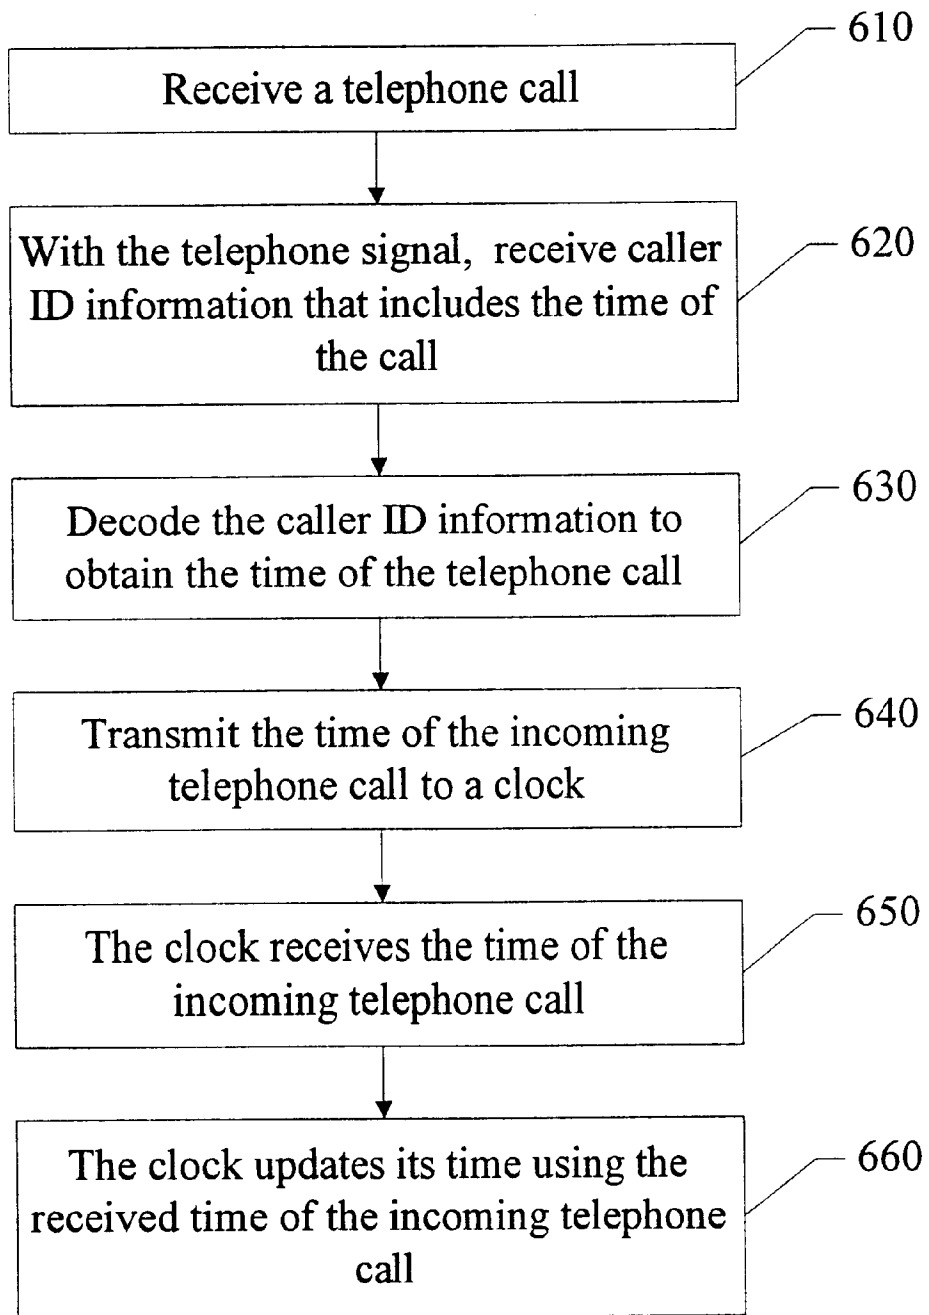 610
Receive a telephone call
With the telephone signal, receive caller
ID information that includes the time of
the call
620
Decode the caller ID information to
obtain the time of the telephone call
630
Transmit the time of the incoming
telephone call to a clock
640
The clock receives the time of the
incoming telephone call
650
The clock updates its time using the
received time of the incoming telephone
call
660